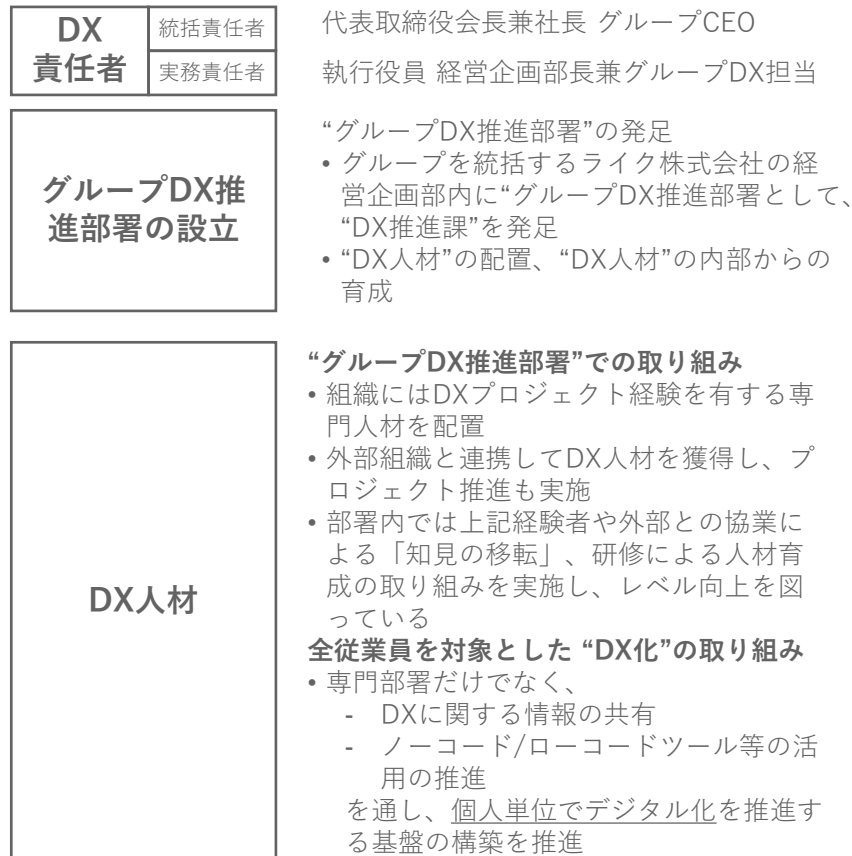 DX
責任者
統括責任者
代表取締役会長兼社長 グループCEO
実務責任者
執行役員 経営企画部長兼グループDX担当
グループDX推
進部署の設立
“グループDX推進部署”の発足
• グループを統括するライク株式会社の経
営企画部内に“グループDX推進部署として、
“DX推進課”を発足
• “DX人材”の配置、“DX人材”の内部からの
育成
DX人材
“グループDX推進部署”での取り組み
• 組織にはDXプロジェクト経験を有する専
門人材を配置
• 外部組織と連携してDX人材を獲得し、プ
ロジェクト推進も実施
• 部署内では上記経験者や外部との協業に
よる「知見の移転」、研修による人材育
成の取り組みを実施し、レベル向上を図
っている
全従業員を対象とした “DX化”の取り組み
• 専門部署だけでなく、
- DXに関する情報の共有
- ノーコード/ローコードツール等の活
用の推進
を通し、個人単位でデジタル化を推進す
る基盤の構築を推進